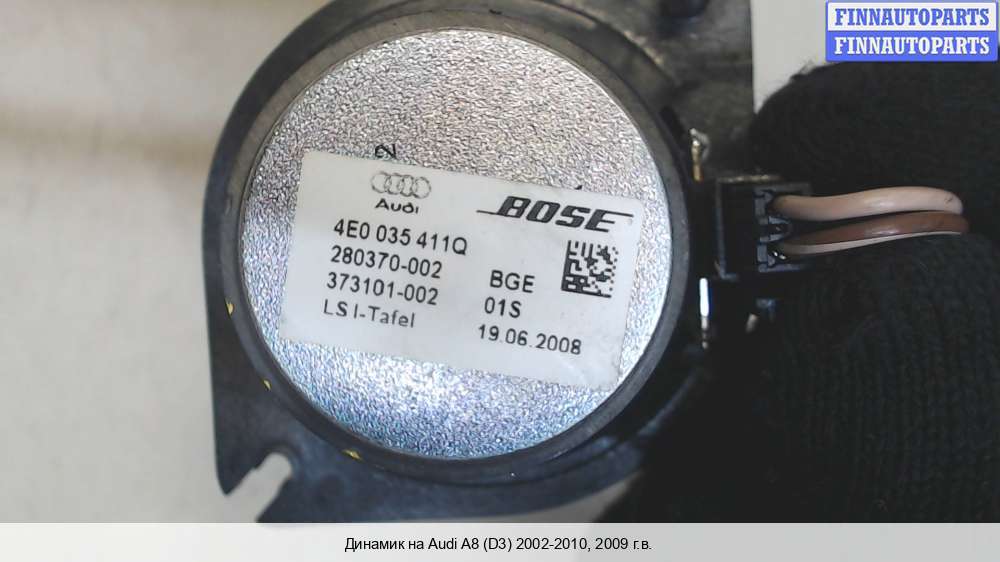 FINNAUTOPARTS
FINNAUTOPARTS
2
Audi
BOSE
4E0 035 411Q
280370-002
373101-002
LS I-Tafel
BGE
01S
19.06.2008
Динамик на Audi A8 (D3) 2002-2010, 2009 г.в.